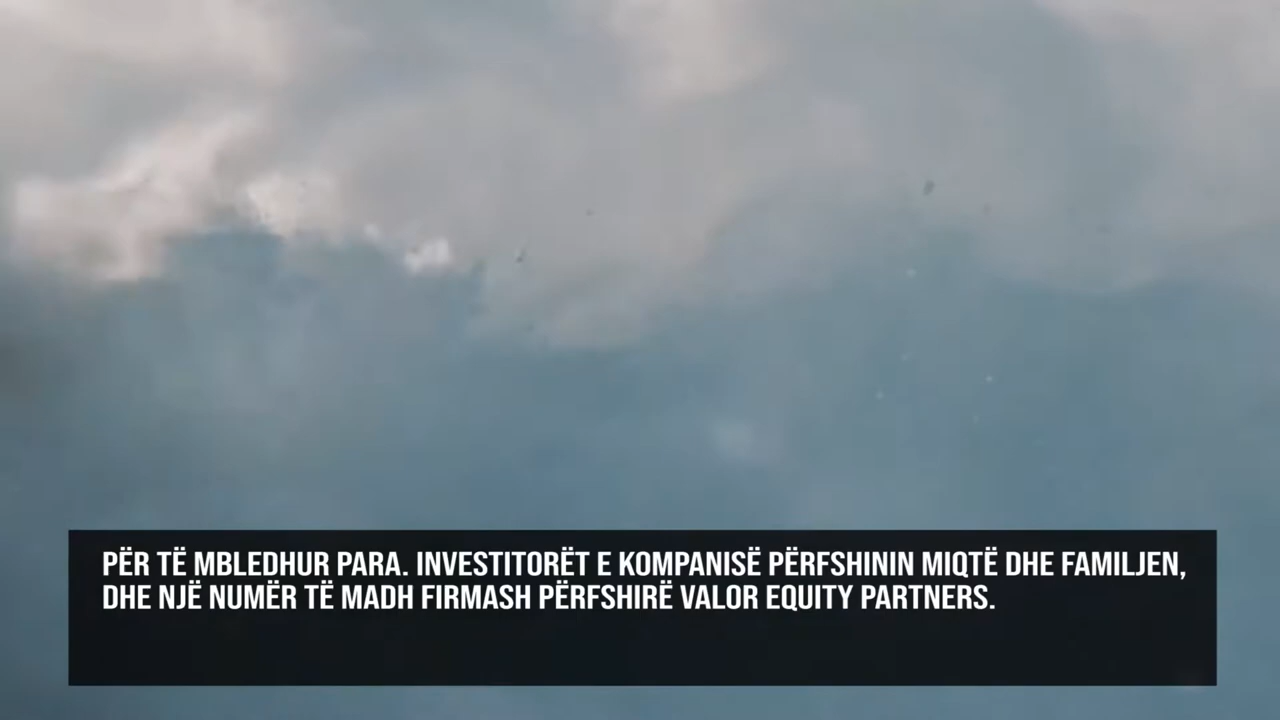 PËR TË MBLEDHUR PARA. INVESTITORËT E KOMPANISË PËRFSHININ MIQTË DHE FAMILJEN,
DHE NJË NUMËR TË MADH FIRMASH PËRFSHIRË VALOR EQUITY PARTNERS.